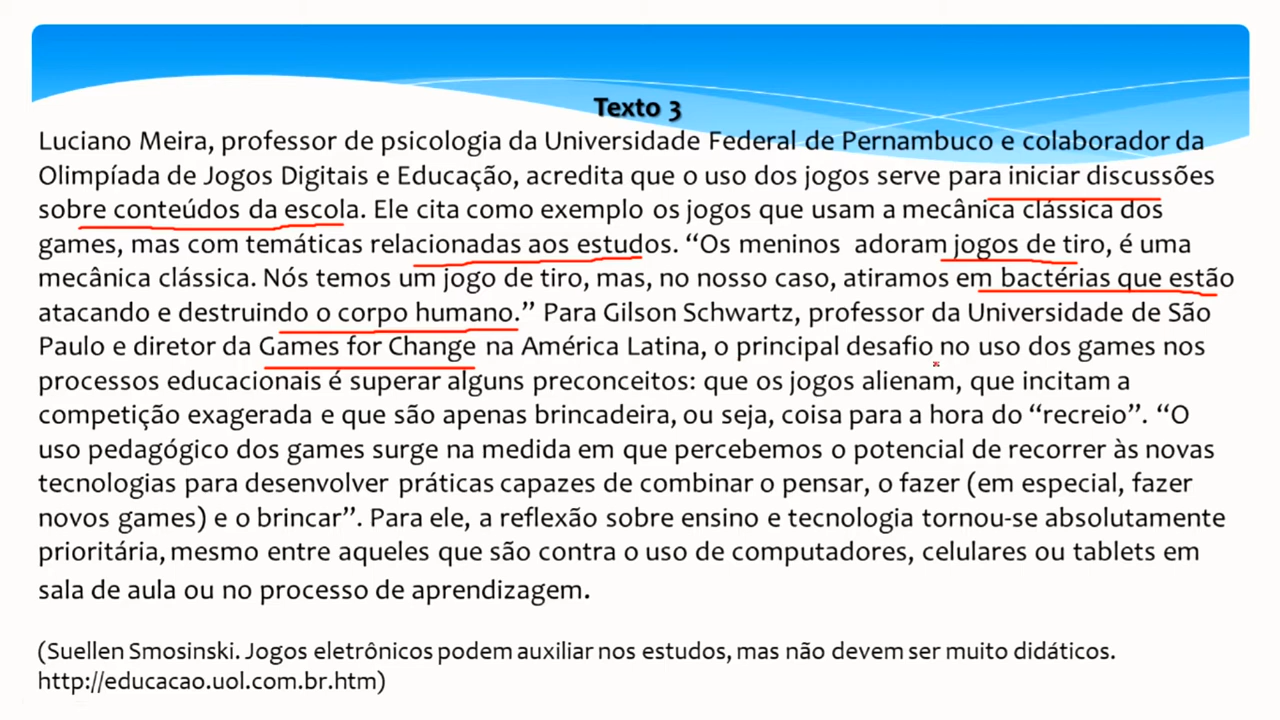 Texto 3
Luciano Meira, professor de psicologia da Universidade Federal de Pernambuco e colaborador da
Olimpíada de Jogos Digitais e Educação, acredita que o uso dos jogos serve para iniciar discussões
sobre conteúdos da escola. Ele cita como exemplo os jogos que usam a mecânica clássica dos
games, mas com temáticas relacionadas aos estudos. “Os meninos adoram jogos de tiro, é uma
mecânica clássica. Nós temos um jogo de tiro, mas, no nosso caso, atiramos em bactérias que estão
atacando e destruindo o corpo humano.” Para Gilson Schwartz, professor da Universidade de São
Paulo e diretor da Games for Change na América Latina, o principal desafio no uso dos games nos
processos educacionais é superar alguns preconceitos: que os jogos alienam, que incitam a
competição exagerada e que são apenas brincadeira, ou seja, coisa para a hora do “recreio”. “O
uso pedagógico dos games surge na medida em que percebemos o potencial de recorrer às novas
tecnologias para desenvolver práticas capazes de combinar o pensar, o fazer (em especial, fazer
novos games) e o brincar”. Para ele, a reflexão sobre ensino e tecnologia tornou-se absolutamente
prioritária, mesmo entre aqueles que são contra o uso de computadores, celulares ou tablets em
sala de aula ou no processo de aprendizagem.
(Suellen Smosinski. Jogos eletrônicos podem auxiliar nos estudos, mas não devem ser muito didáticos.
http://educacao.uol.com.br.htm)